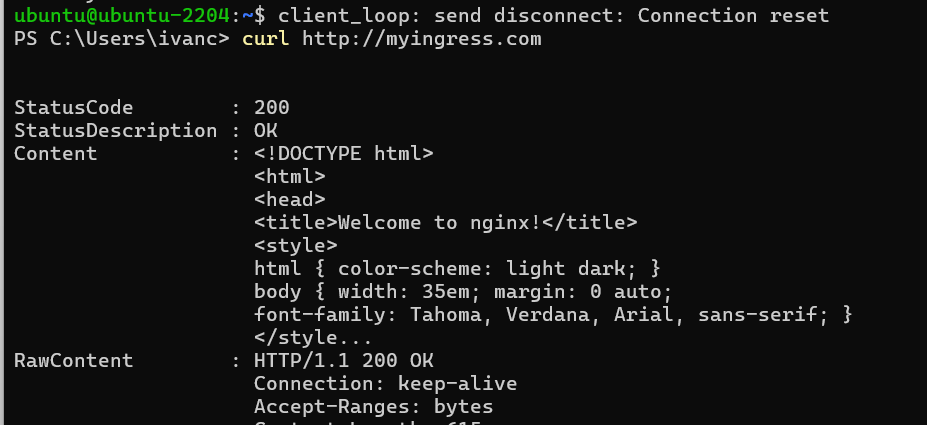 ubuntu@ubuntu-2204:~$ client_loop: send disconnect: Connection reset
PS C:\Users\ivanc> curl http://myingress.com
StatusCode        : 200
StatusDescription : OK
Content           : <!DOCTYPE html>
                    <html>
                    <head>
                    <title>Welcome to nginx!</title>
                    <style>
                    html { color-scheme: light dark; }
                    body { width: 35em; margin: 0 auto;
                    font-family: Tahoma, Verdana, Arial, sans-serif; }
                    </style...
RawContent        : HTTP/1.1 200 OK
                    Connection: keep-alive
                    Accept-Ranges: bytes